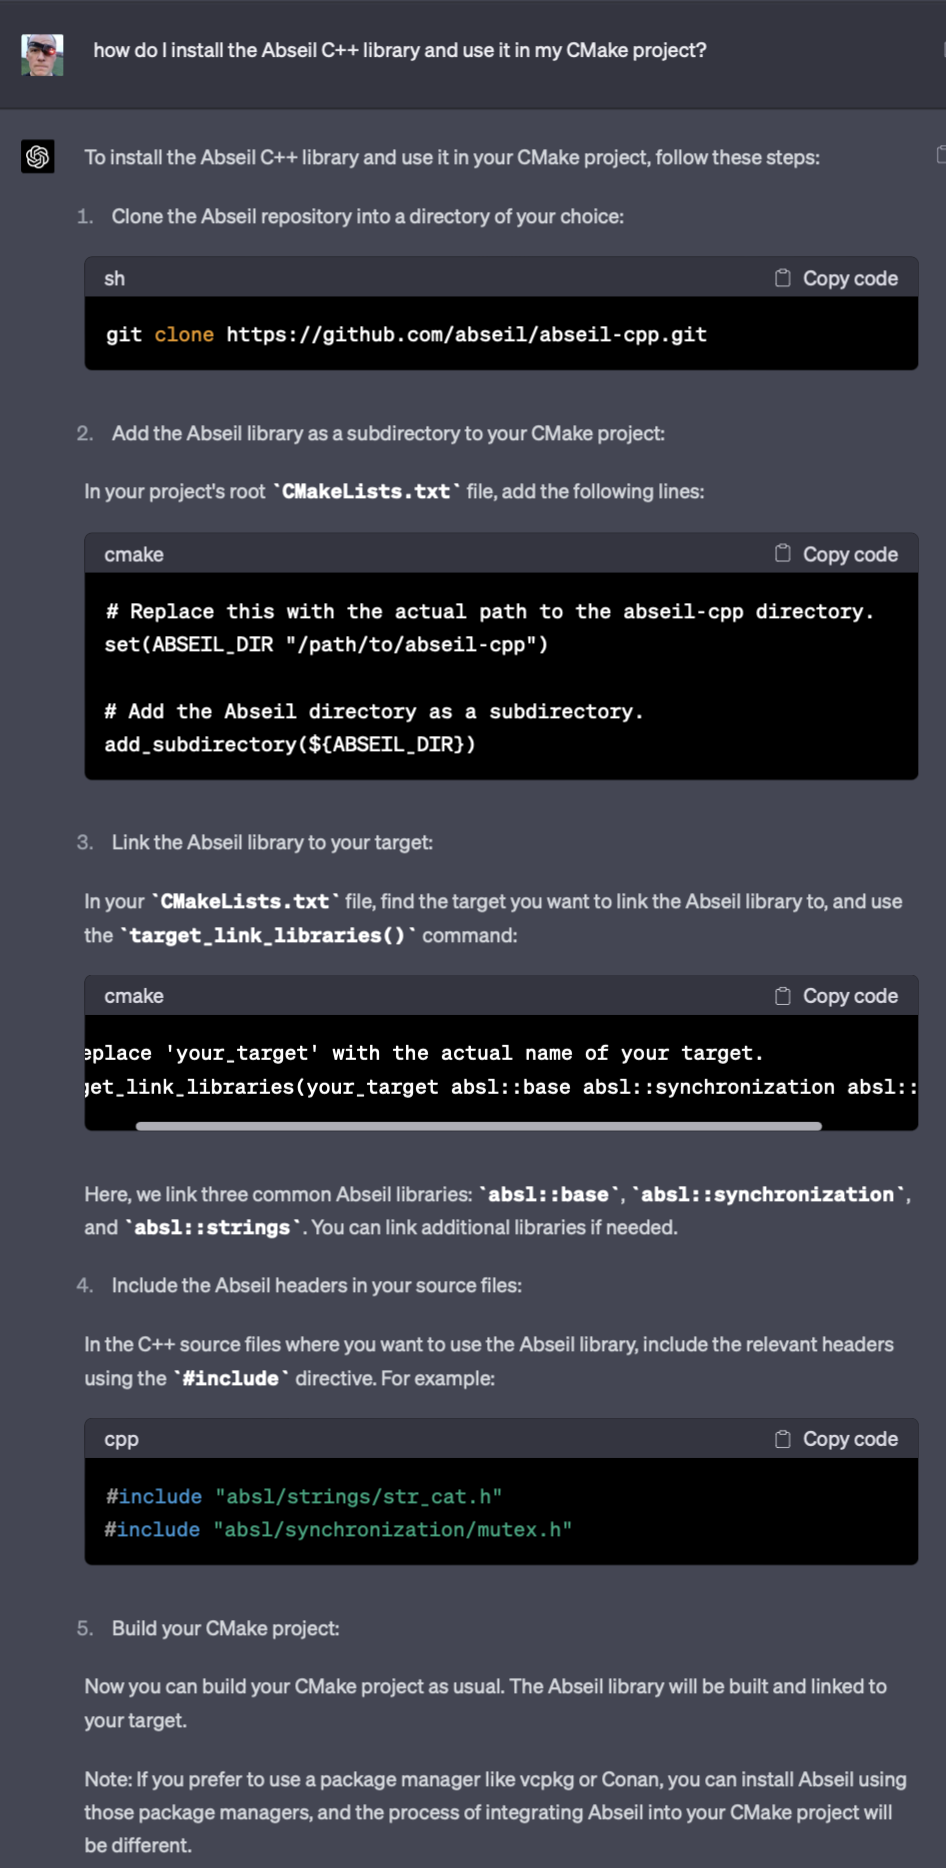 how do I install the Abseil C++ library and use it in my CMake project?
To install the Abseil C++ library and use it in your CMake project, follow these steps:
1. Clone the Abseil repository into a directory of your choice:
sh Copy code
git clone https://github.com/abseil/abseil-cpp.git
2. Add the Abseil library as a subdirectory to your CMake project:
In your project's root `CMakeLists.txt` file, add the following lines:
cmake Copy code
# Replace this with the actual path to the abseil-cpp directory.
set(ABSEIL_DIR "/path/to/abseil-cpp")
# Add the Abseil directory as a subdirectory.
add_subdirectory(${ABSEIL_DIR})
3. Link the Abseil library to your target:
In your `CMakeLists.txt` file, find the target you want to link the Abseil library to, and use
the `target_link_libraries()` command:
cmake Copy code
eplace 'your_target' with the actual name of your target.
get_link_libraries(your_target absl::base absl::synchronization absl::
Here, we link three common Abseil libraries: `absl::base`, `absl::synchronization`,
and `absl::strings`. You can link additional libraries if needed.
4. Include the Abseil headers in your source files:
In the C++ source files where you want to use the Abseil library, include the relevant headers
using the `#include` directive. For example:
cpp Copy code
#include "absl/strings/str_cat.h"
#include "absl/synchronization/mutex.h"
5. Build your CMake project:
Now you can build your CMake project as usual. The Abseil library will be built and linked to
your target.
Note: If you prefer to use a package manager like vcpkg or Conan, you can install Abseil using
those package managers, and the process of integrating Abseil into your CMake project will
be different.